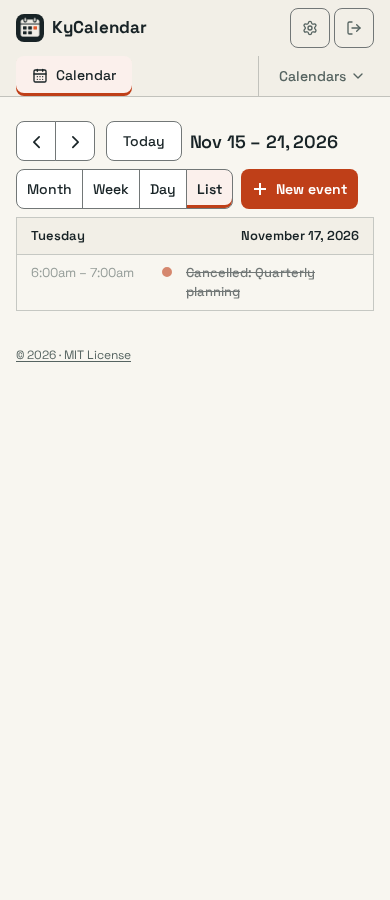 KyCalendar
Calendar
Calendars
Today
Nov 15 – 21, 2026
Month Week Day List
New event
Tuesday November 17, 2026
6:00am – 7:00am Cancelled: Quarterly
planning
© 2026 · MIT License